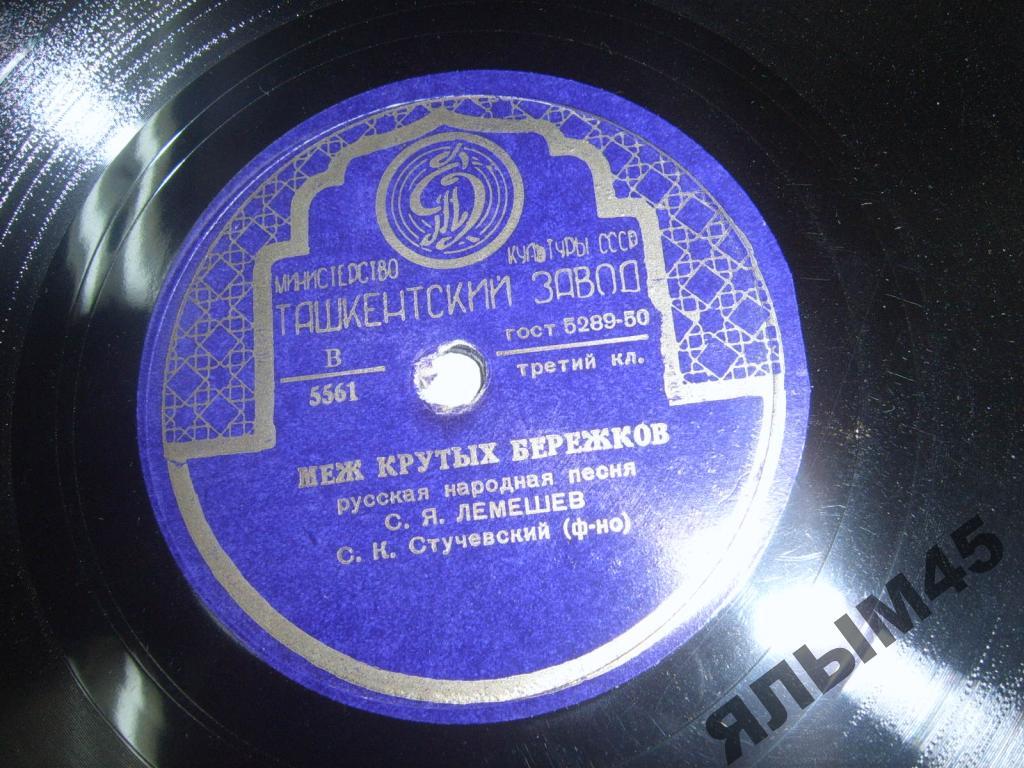 МИНИСТЕРСТВО КУЛЬТУРЫ СССР
ТАШКЕНТСКИЙ ЗАВОД
В
5561
ГОСТ 5289-50
третий кл.
МЕЖ КРУТЫХ БЕРЕЖКОВ
русская народная песня
С. Я. ЛЕМЕШЕВ
С. К. Стучевский (ф-но)
ЯЛЫМ45